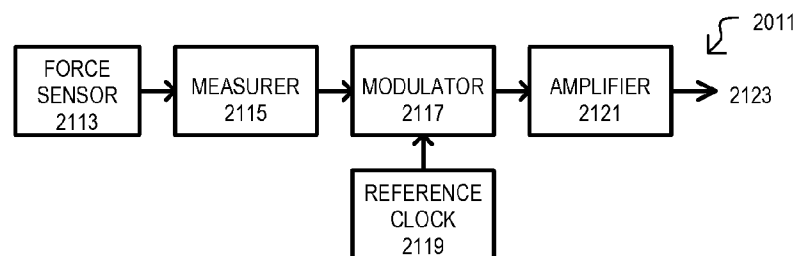 2011
FORCE
SENSOR
2113
MEASURER
2115
MODULATOR
2117
AMPLIFIER
2121
2123
REFERENCE
CLOCK
2119